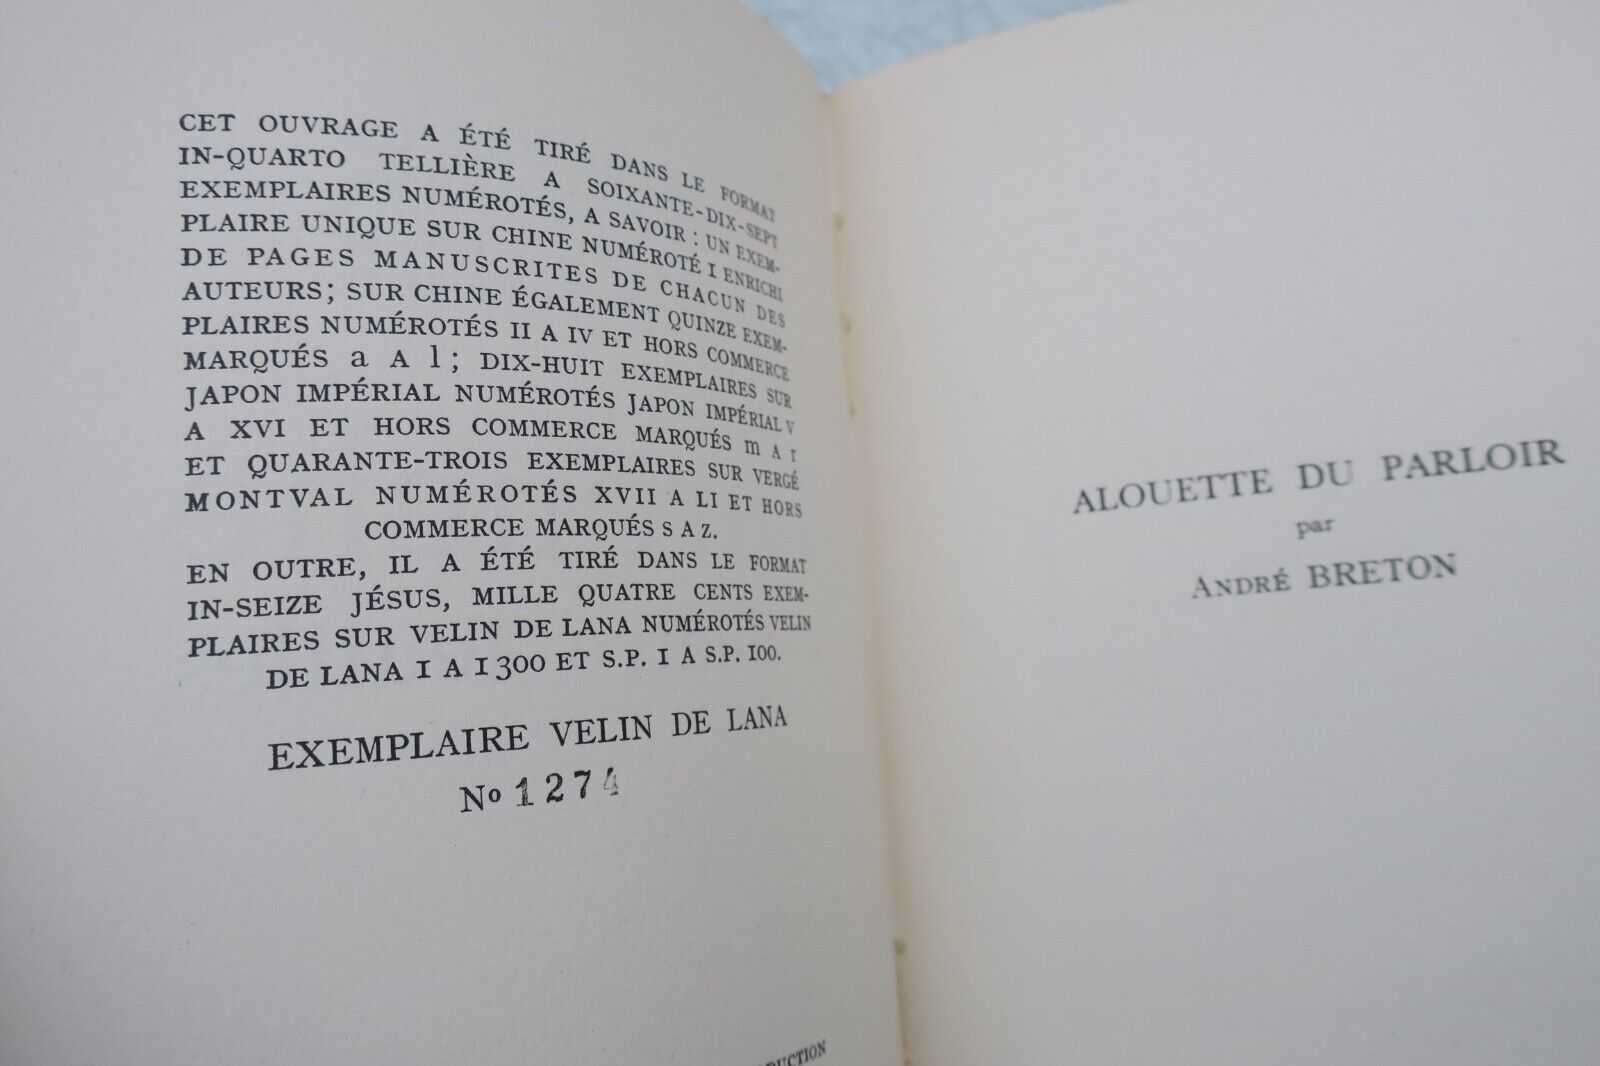 CET OUVRAGE A ÉTÉ TIRÉ DANS LE FORMAT
IN-QUARTO TELLIÈRE A SOIXANTE-DIX-SEPT
EXEMPLAIRES NUMÉROTÉS, A SAVOIR : UN EXEM-
PLAIRE UNIQUE SUR CHINE NUMÉROTÉ I ENRICHI
DE PAGES MANUSCRITES DE CHACUN DES
AUTEURS; SUR CHINE ÉGALEMENT QUINZE EXEM-
PLAIRES NUMÉROTÉS II A IV ET HORS COMMERCE
MARQUÉS a A l; DIX-HUIT EXEMPLAIRES SUR
JAPON IMPÉRIAL NUMÉROTÉS JAPON IMPÉRIAL V
A XVI ET HORS COMMERCE MARQUÉS m A r
ET QUARANTE-TROIS EXEMPLAIRES SUR VERGÉ
MONTVAL NUMÉROTÉS XVII A LI ET HORS
COMMERCE MARQUÉS S A Z.
EN OUTRE, IL A ÉTÉ TIRÉ DANS LE FORMAT
IN-SEIZE JÉSUS, MILLE QUATRE CENTS EXEM-
PLAIRES SUR VELIN DE LANA NUMÉROTÉS VELIN
DE LANA I A I300 ET S.P. I A S.P. I00.
EXEMPLAIRE VELIN DE LANA
No 1274
ALOUETTE DU PARLOIR
par
ANDRÉ BRETON